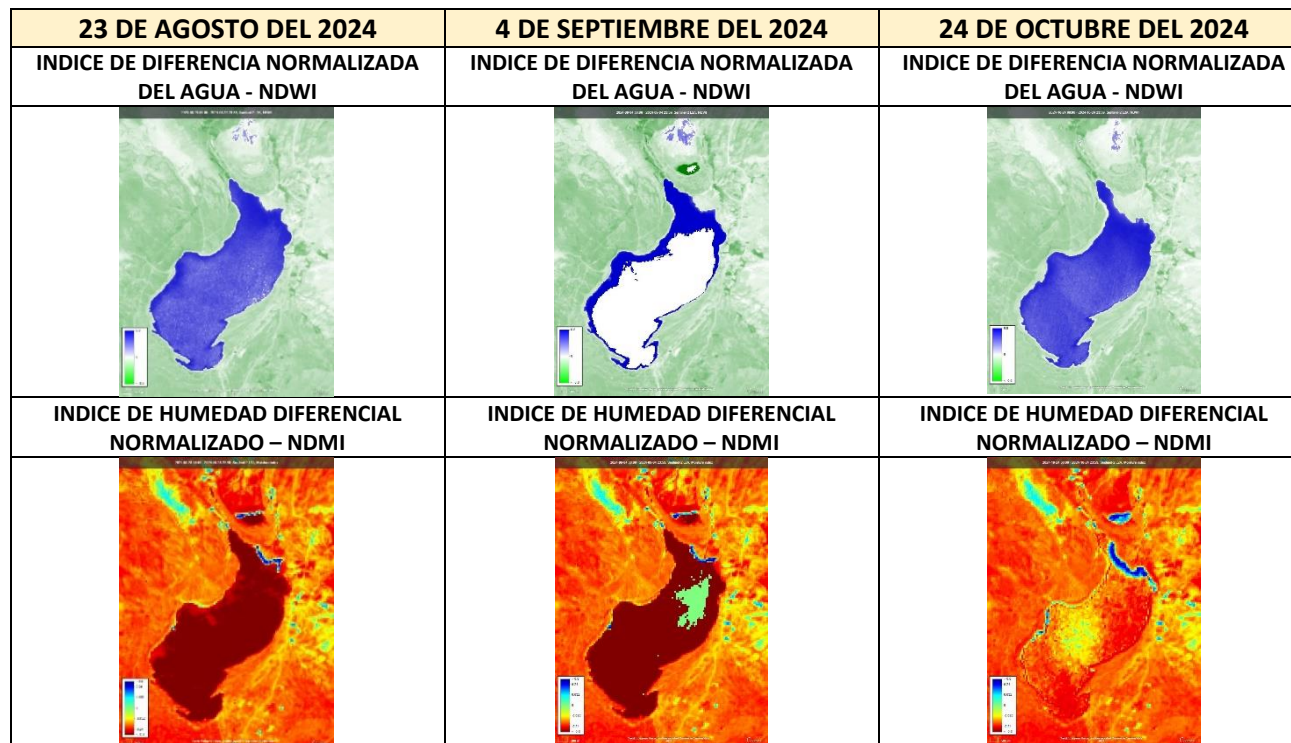 23 DE AGOSTO DEL 2024
4 DE SEPTIEMBRE DEL 2024
24 DE OCTUBRE DEL 2024
INDICE DE DIFERENCIA NORMALIZADA
DEL AGUA - NDWI
INDICE DE DIFERENCIA NORMALIZADA
DEL AGUA - NDWI
INDICE DE DIFERENCIA NORMALIZADA
DEL AGUA - NDWI
INDICE DE HUMEDAD DIFERENCIAL
NORMALIZADO – NDMI
INDICE DE HUMEDAD DIFERENCIAL
NORMALIZADO – NDMI
INDICE DE HUMEDAD DIFERENCIAL
NORMALIZADO – NDMI